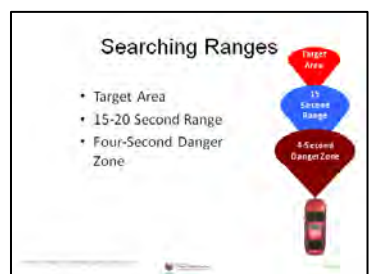 Searching Ranges
• Target Area
• 15-20 Second Range
• Four-Second Danger
Zone
Target
Area
15
Second
Range
4-Second
Danger Zone